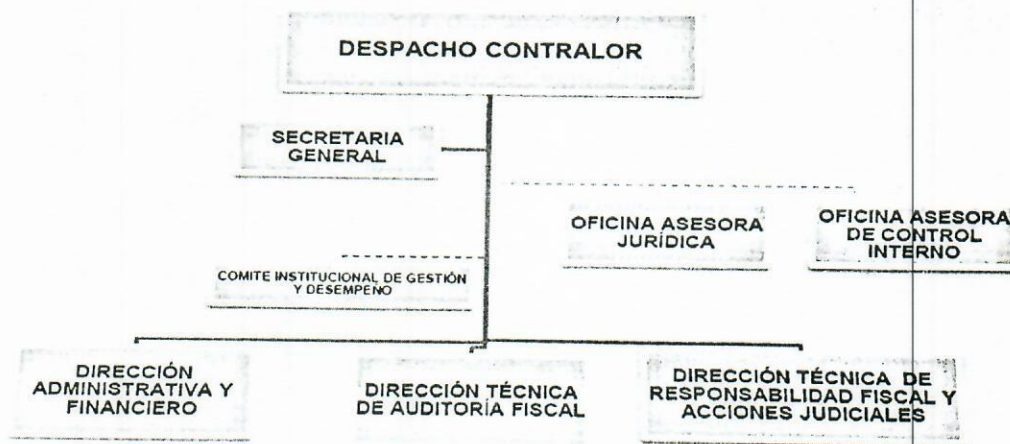 DESPACHO CONTRALOR
SECRETARIA
GENERAL
OFICINA ASESORA
JURÍDICA
OFICINA ASESORA
DE CONTROL
INTERNO
COMITE INSTITUCIONAL DE GESTIÓN
Y DESEMPEÑO
DIRECCIÓN
ADMINISTRATIVA Y
FINANCIERO
DIRECCIÓN TÉCNICA
DE AUDITORÍA FISCAL
DIRECCIÓN TÉCNICA DE
RESPONSABILIDAD FISCAL Y
ACCIONES JUDICIALES